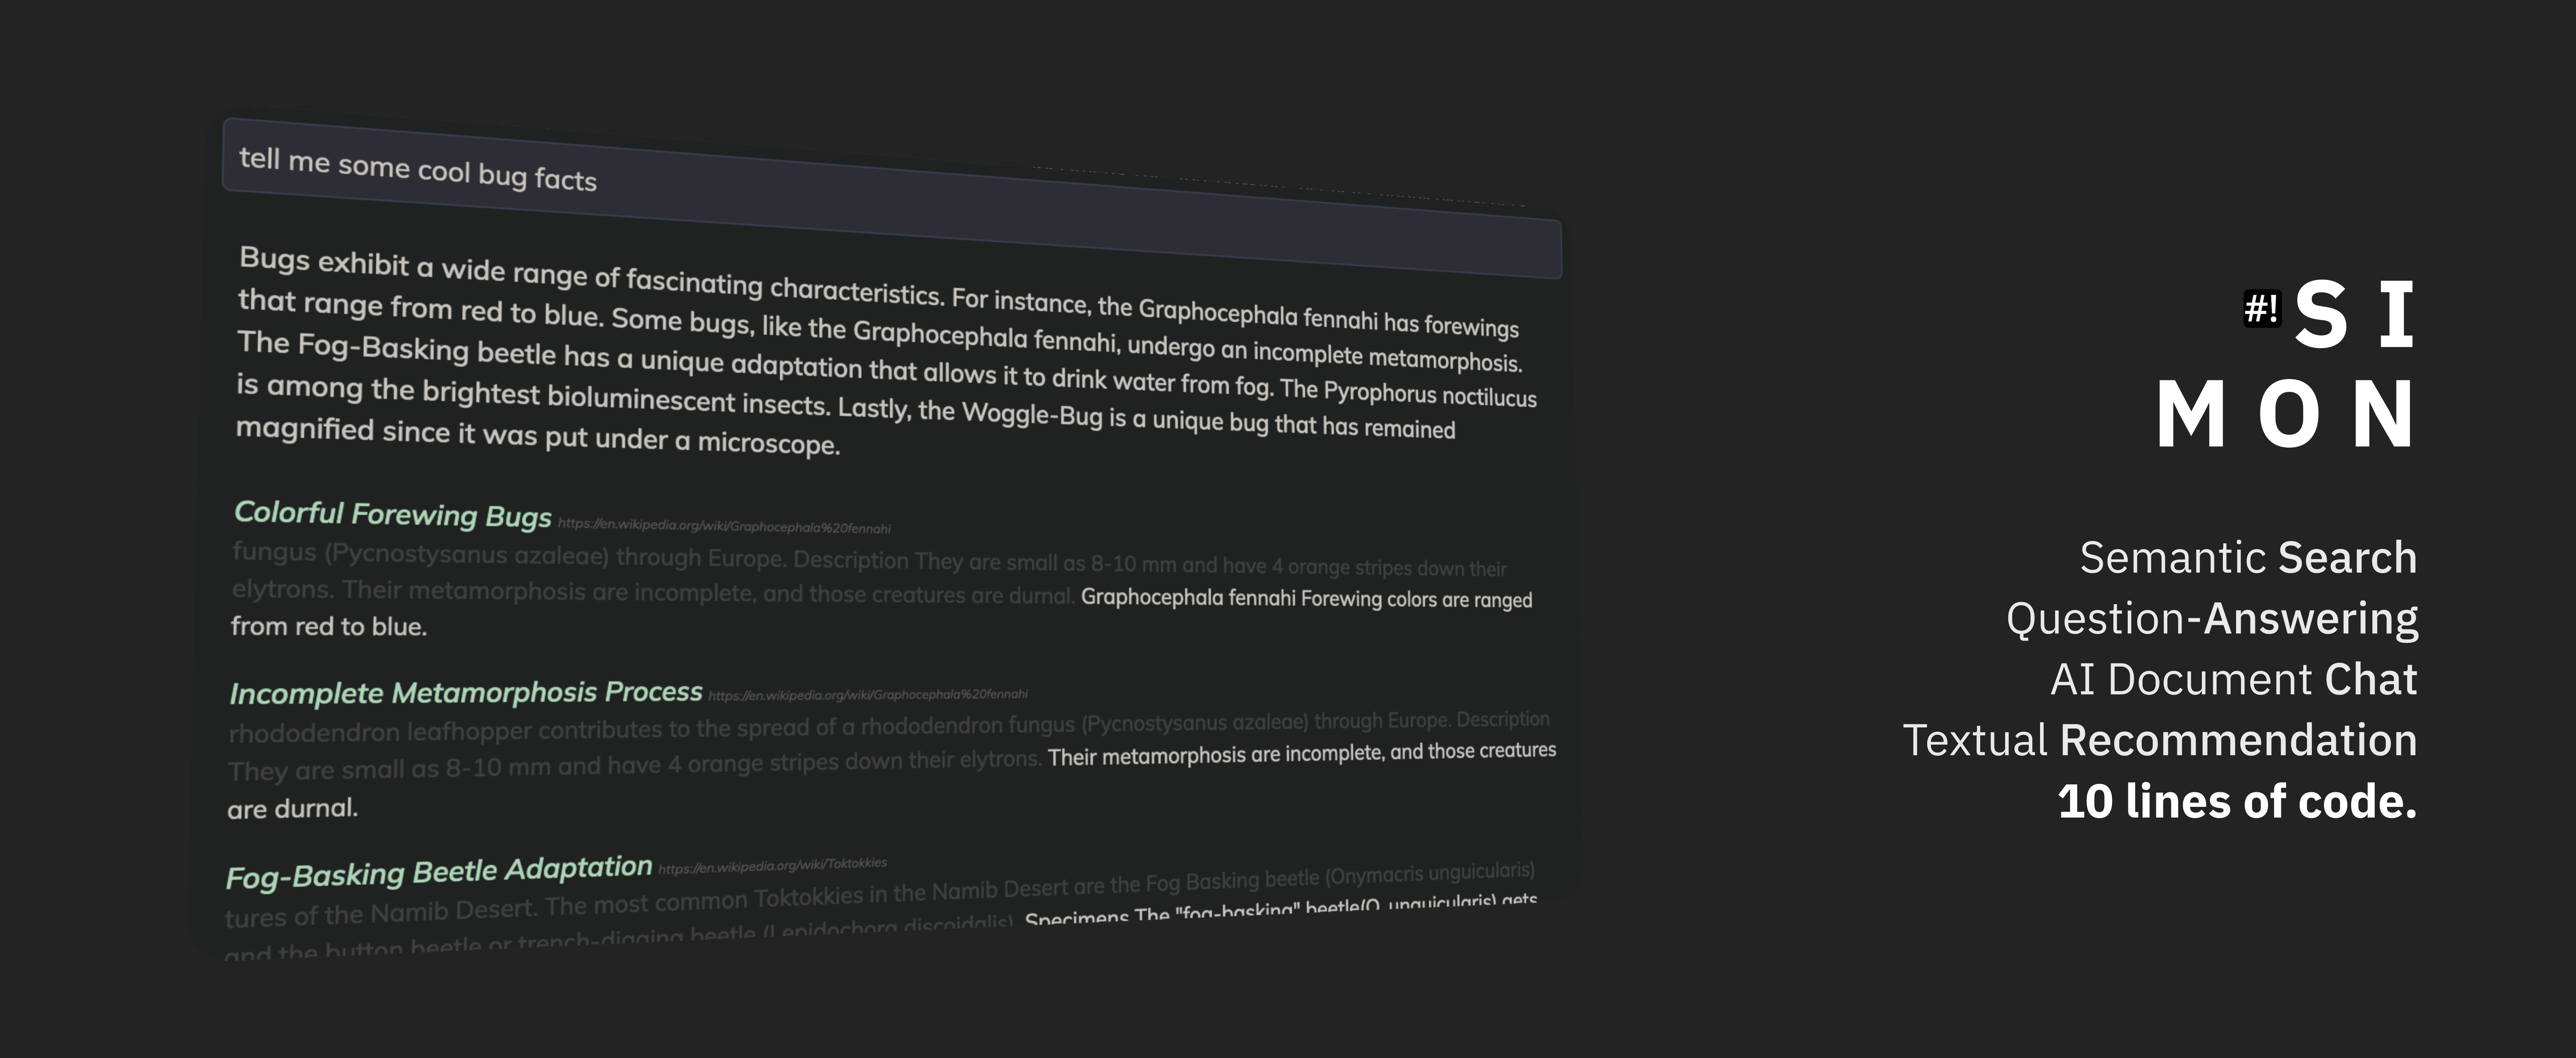 tell me some cool bug facts
Bugs exhibit a wide range of fascinating characteristics. For instance, the Graphocephala fennahi has forewings
that range from red to blue. Some bugs, like the Graphocephala fennahi, undergo an incomplete metamorphosis.
The Fog-Basking beetle has a unique adaptation that allows it to drink water from fog. The Pyrophorus noctilucus
is among the brightest bioluminescent insects. Lastly, the Woggle-Bug is a unique bug that has remained
magnified since it was put under a microscope.
Colorful Forewing Bugs https://en.wikipedia.org/wiki/Graphocephala%20fennahi
fungus (Pycnostysanus azaleae) through Europe. Description They are small as 8-10 mm and have 4 orange stripes down their
elytrons. Their metamorphosis are incomplete, and those creatures are durnal. Graphocephala fennahi Forewing colors are ranged
from red to blue.
Incomplete Metamorphosis Process https://en.wikipedia.org/wiki/Graphocephala%20fennahi
rhododendron leafhopper contributes to the spread of a rhododendron fungus (Pycnostysanus azaleae) through Europe. Description
They are small as 8-10 mm and have 4 orange stripes down their elytrons. Their metamorphosis are incomplete, and those creatures
are durnal.
Fog-Basking Beetle Adaptation https://en.wikipedia.org/wiki/Toktokkies
tures of the Namib Desert. The most common Toktokkies in the Namib Desert are the Fog Basking beetle (Onymacris unguicularis)
and the button beetle or trench-digging beetle (Lepidochora discoidalis). Specimens The "fog-basking" beetle(O. unguicularis) gets
#! S I
M O N
Semantic Search
Question-Answering
AI Document Chat
Textual Recommendation
10 lines of code.